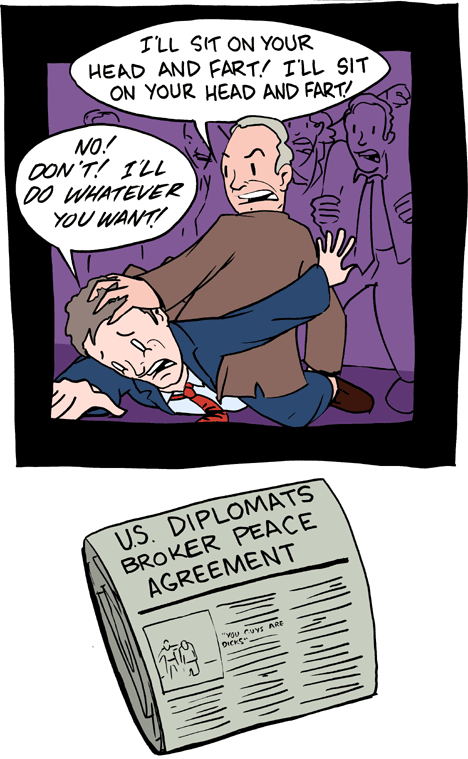 I'LL SIT ON YOUR
HEAD AND FART! I'LL SIT
ON YOUR HEAD AND FART!
NO!
DON'T! I'LL
DO WHATEVER
YOU WANT!
U.S. DIPLOMATS
BROKER PEACE
AGREEMENT
"YOU GUYS ARE
DICKS"